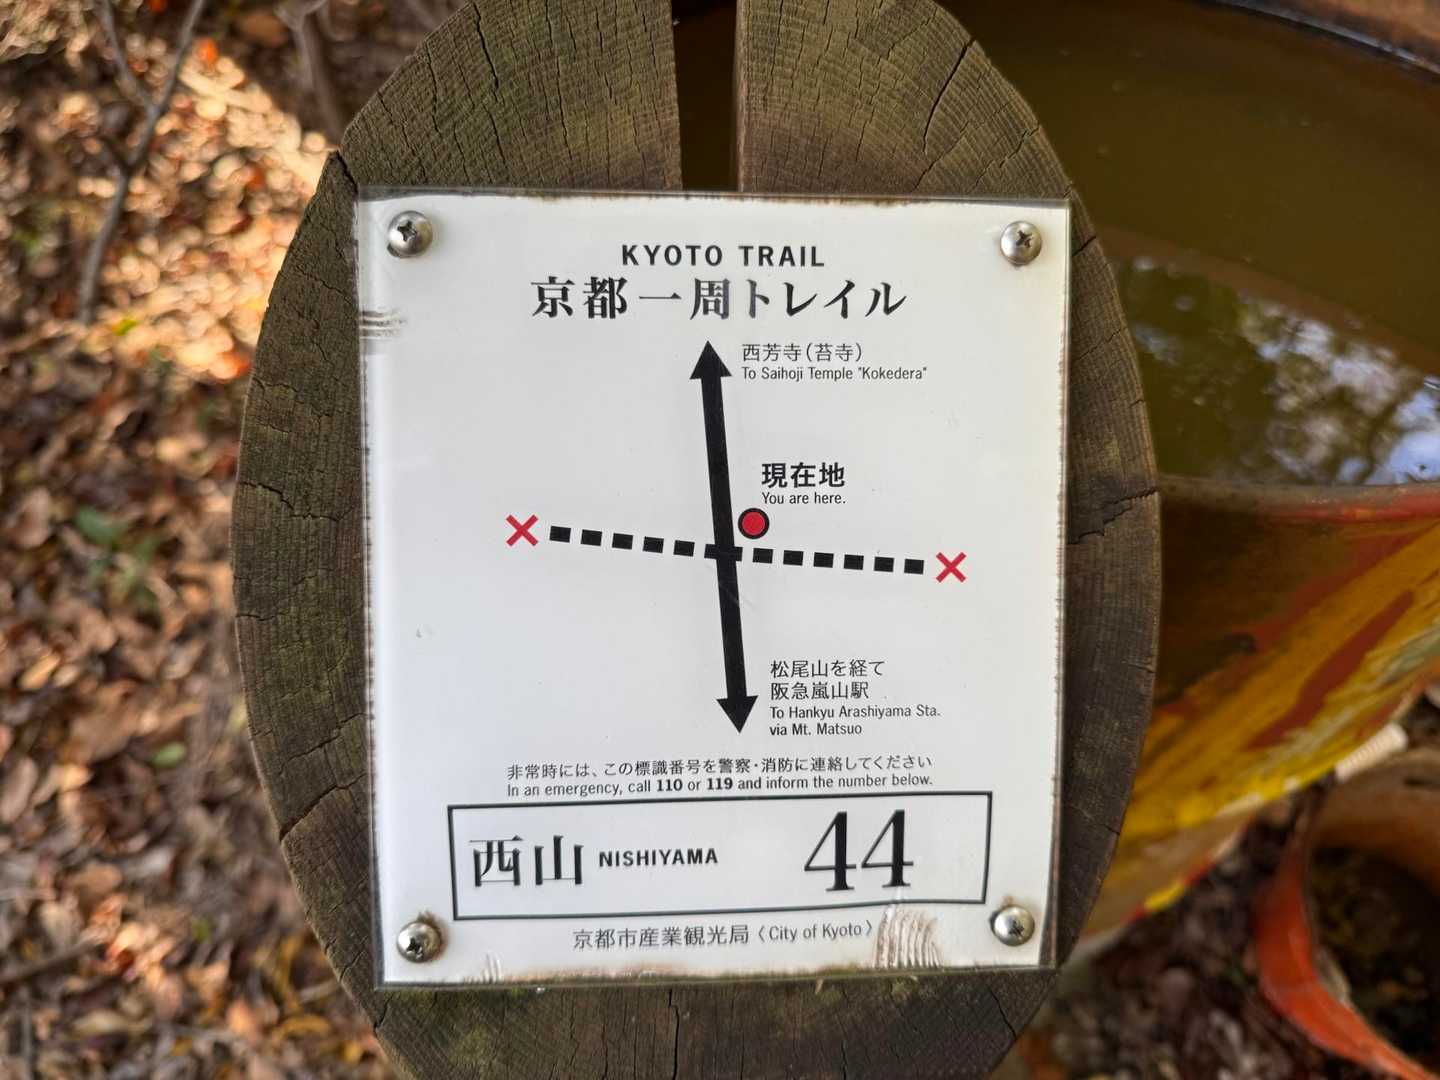 KYOTO TRAIL
京都一周トレイル
西芳寺（苔寺）
To Saihoji Temple "Kokedera"
現在地
You are here.
松尾山を経て
阪急嵐山駅
To Hankyu Arashiyama Sta.
via Mt. Matsuo
非常時には、この標識番号を警察・消防に連絡してください
In an emergency, call 110 or 119 and inform the number below.
西山 NISHIYAMA 44
京都市産業観光局〈City of Kyoto〉